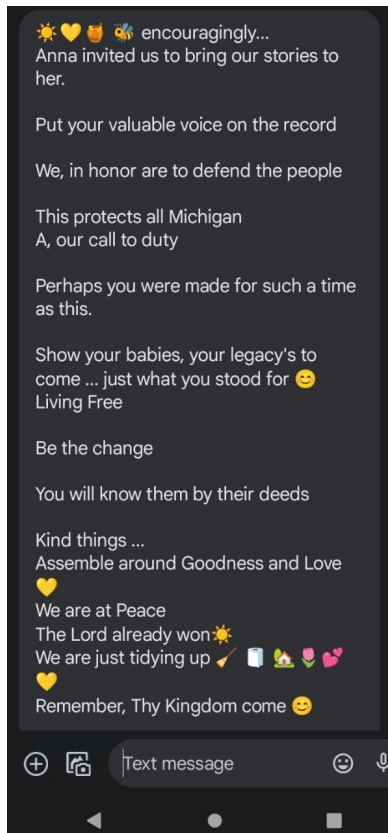 ☀️💛🍯 🐝 encouragingly...
Anna invited us to bring our stories to
her.
Put your valuable voice on the record
We, in honor are to defend the people
This protects all Michigan
A, our call to duty
Perhaps you were made for such a time
as this.
Show your babies, your legacy's to
come ... just what you stood for 😊
Living Free
Be the change
You will know them by their deeds
Kind things ...
Assemble around Goodness and Love
💛
We are at Peace
The Lord already won☀️
We are just tidying up 🧹 🧻 🏡🌷💕
💛
Remember, Thy Kingdom come 😊
Text message